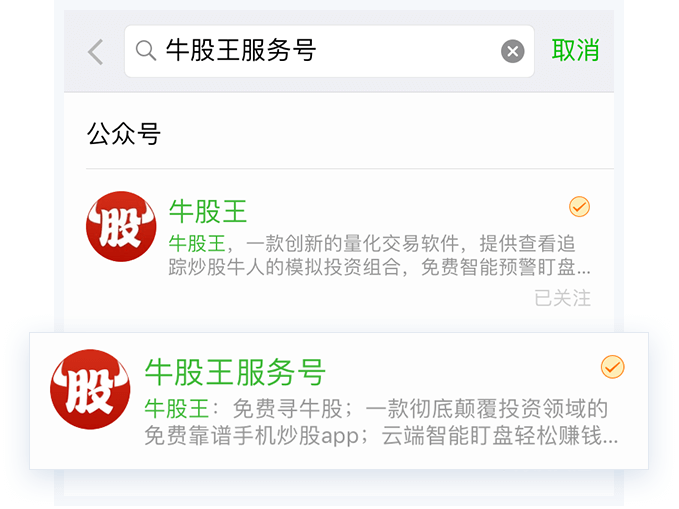 牛股王服务号
取消
公众号
股
牛股王
牛股王，一款创新的量化交易软件，提供查看追
踪炒股牛人的模拟投资组合，免费智能预警盯盘...
已关注
股
牛股王服务号
牛股王：免费寻牛股；一款彻底颠覆投资领域的
免费靠谱手机炒股app；云端智能盯盘轻松赚钱...